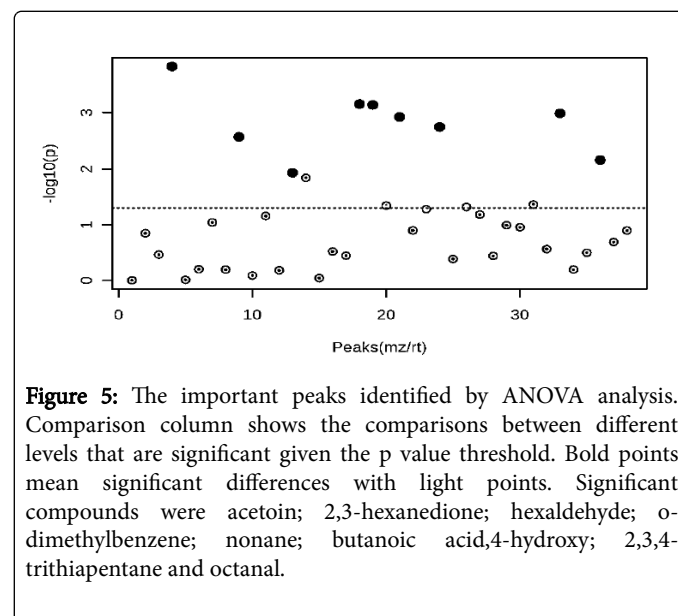 3
2
1
0
-log10(p)
0 10 20 30
Peaks(mz/rt)
Figure 5: The important peaks identified by ANOVA analysis.
Comparison column shows the comparisons between different
levels that are significant given the p value threshold. Bold points
mean significant differences with light points. Significant
compounds were acetoin; 2,3-hexanedione; hexaldehyde; o-
dimethylbenzene; nonane; butanoic acid,4-hydroxy; 2,3,4-
trithiapentane and octanal.